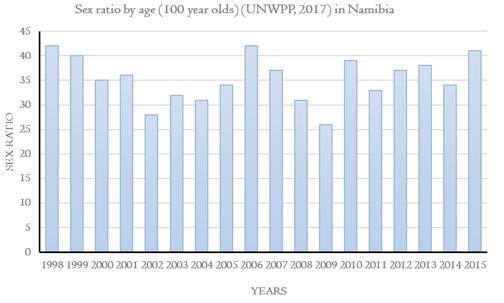 Sex ratio by age (100 year olds) (UNWPP, 2017) in Namibia
45
40
35
30
25
20
15
10
5
0
SEX RATIO
1998 1999 2000 2001 2002 2003 2004 2005 2006 2007 2008 2009 2010 2011 2012 2013 2014 2015
YEARS